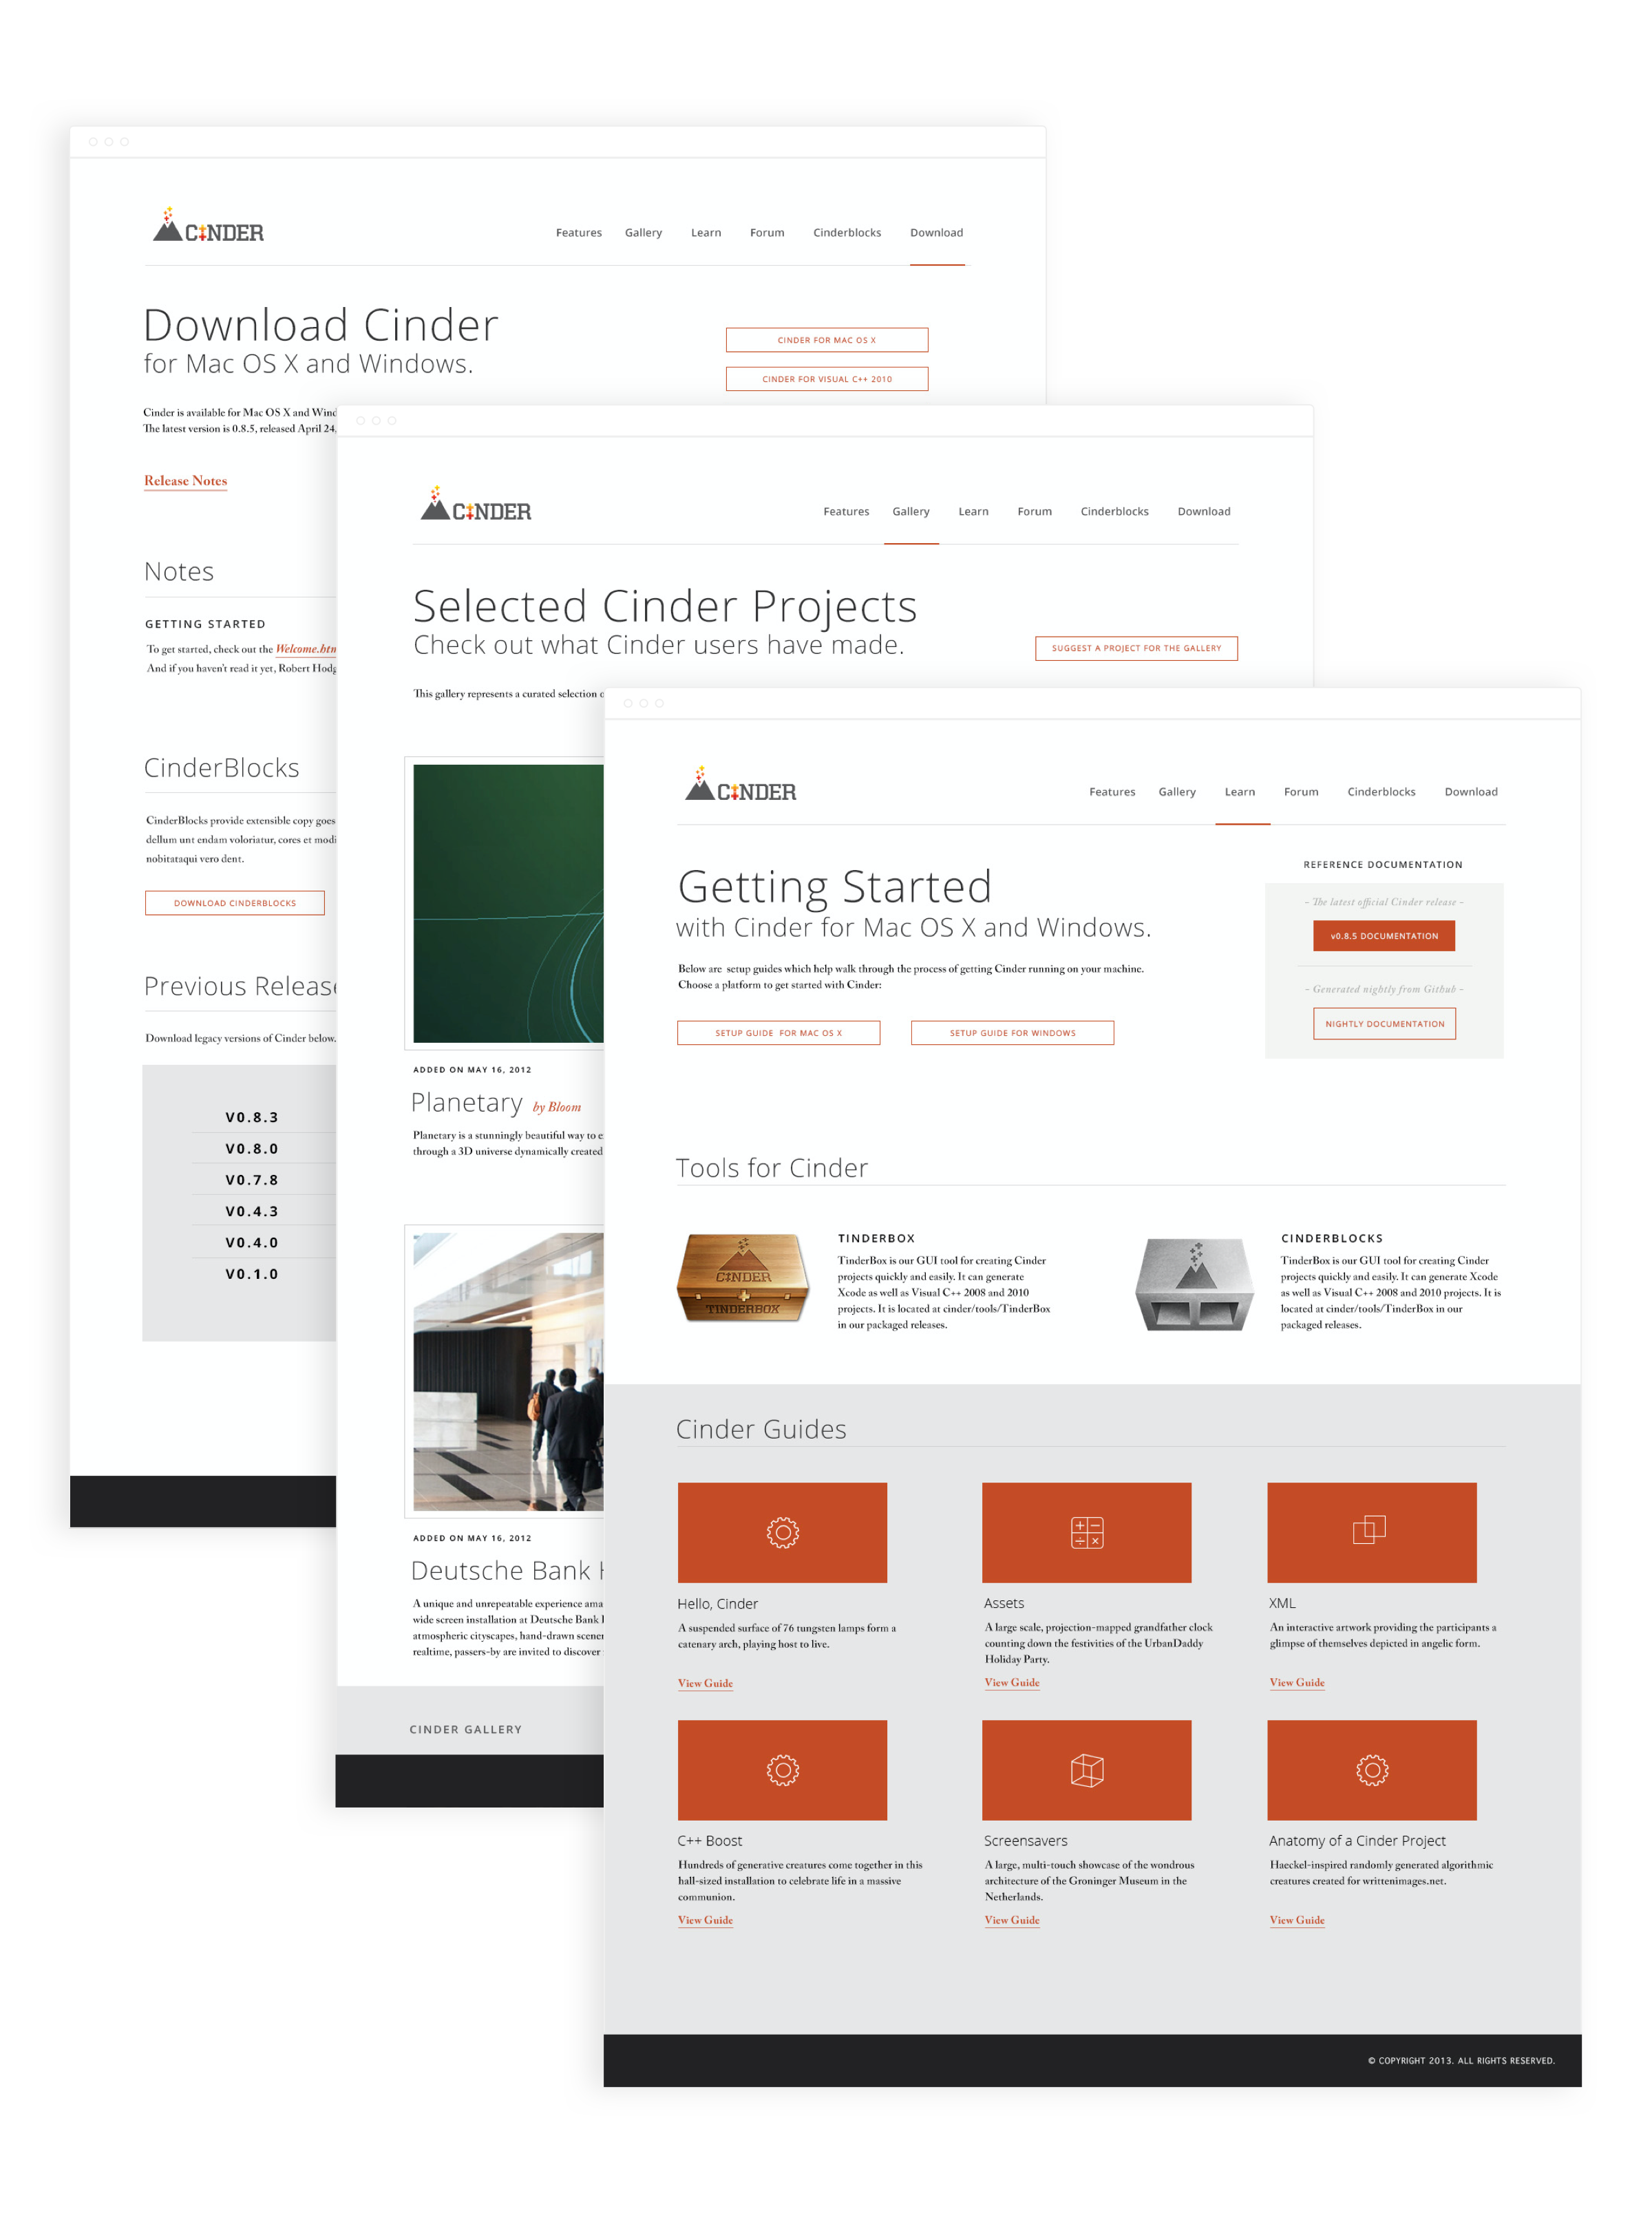 CINDER
Features Gallery Learn Forum Cinderblocks Download
Download Cinder
for Mac OS X and Windows.
CINDER FOR MAC OS X
CINDER FOR VISUAL C++ 2010
Cinder is available for Mac OS X and
The latest version is 0.8.5, released April 24,
Release Notes
Notes
GETTING STARTED
To get started, check out the
And if you haven't read it yet, Robert
CinderBlocks
CinderBlocks provide extensible copy goes
dellum unt endam voloriatur, cores et modi
nobitataqui vero dent.
DOWNLOAD CINDERBLOCKS
Previous
Download legacy versions of Cinder below.
V0.8.3
V0.8.0
V0.7.8
V0.4.3
V0.4.0
V0.1.0
CINDER
Features Gallery Learn Forum Cinderblocks Download
Selected Cinder Projects
Check out what Cinder users have made.
SUGGEST A PROJECT FOR THE GALLERY
This gallery represents a curated selection
ADDED ON MAY 16, 2012
Planetary by Bloom
Planetary is a stunningly beautiful way to
through a 3D universe dynamically created
ADDED ON MAY 16, 2012
Deutsche Bank
A unique and unrepeatable experience
wide screen installation at Deutsche Bank
atmospheric cityscapes, hand-drawn
realtime, passers-by are invited to discover
CINDER GALLERY
CINDER
Features Gallery Learn Forum Cinderblocks Download
Getting Started
with Cinder for Mac OS X and Windows.
Below are setup guides which help walk through the process of getting Cinder running on your machine.
Choose a platform to get started with Cinder:
SETUP GUIDE FOR MAC OS X
SETUP GUIDE FOR WINDOWS
REFERENCE DOCUMENTATION
– The latest official Cinder release –
v0.8.5 DOCUMENTATION
– Generated nightly from Github –
NIGHTLY DOCUMENTATION
Tools for Cinder
CINDER
TINDERBOX
TINDERBOX
TinderBox is our GUI tool for creating Cinder
projects quickly and easily. It can generate
Xcode as well as Visual C++ 2008 and 2010
projects. It is located at cinder/tools/TinderBox
in our packaged releases.
CINDERBLOCKS
TinderBox is our GUI tool for creating Cinder
projects quickly and easily. It can generate Xcode
as well as Visual C++ 2008 and 2010 projects. It is
located at cinder/tools/TinderBox in our
packaged releases.
Cinder Guides
Hello, Cinder
A suspended surface of 76 tungsten lamps form a
catenary arch, playing host to live.
View Guide
Assets
A large scale, projection-mapped grandfather clock
counting down the festivities of the UrbanDaddy
Holiday Party.
View Guide
XML
An interactive artwork providing the participants a
glimpse of themselves depicted in angelic form.
View Guide
C++ Boost
Hundreds of generative creatures come together in this
hall-sized installation to celebrate life in a massive
communion.
View Guide
Screensavers
A large, multi-touch showcase of the wondrous
architecture of the Groninger Museum in the
Netherlands.
View Guide
Anatomy of a Cinder Project
Haeckel-inspired randomly generated algorithmic
creatures created for writtenimages.net.
View Guide
© COPYRIGHT 2013. ALL RIGHTS RESERVED.